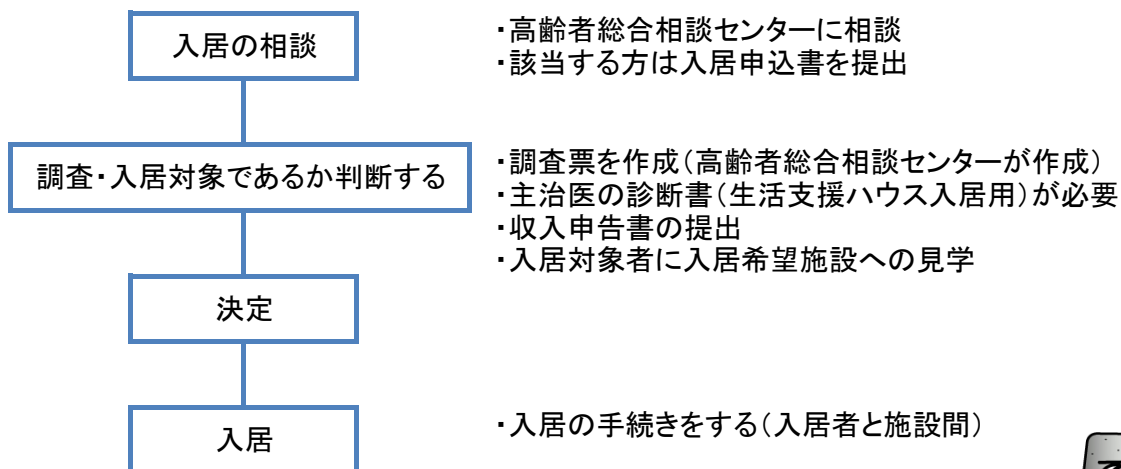 入居の相談
・高齢者総合相談センターに相談
・該当する方は入居申込書を提出
調査・入居対象であるか判断する
・調査票を作成（高齢者総合相談センターが作成）
・主治医の診断書（生活支援ハウス入居用）が必要
・収入申告書の提出
・入居対象者に入居希望施設への見学
決定
入居
・入居の手続きをする（入居者と施設間）